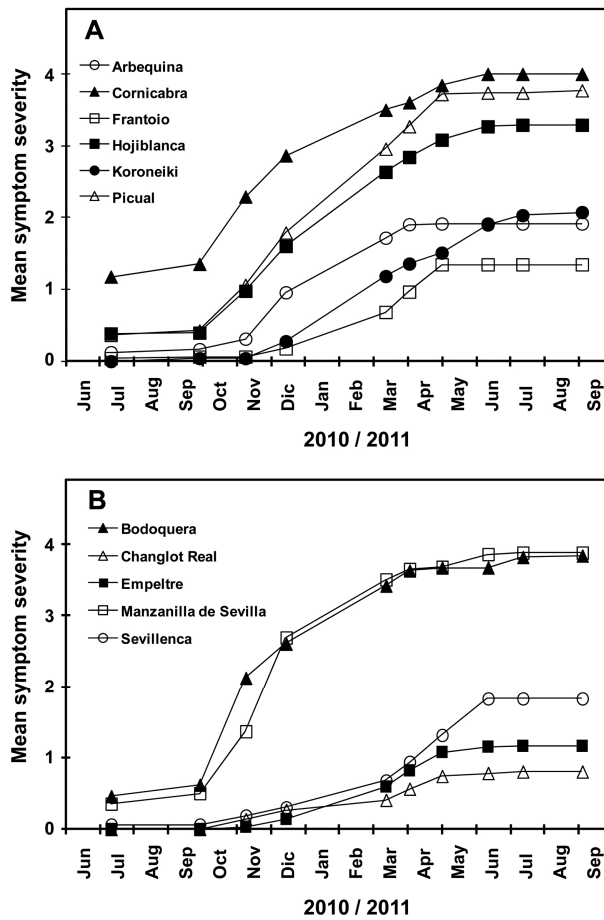 A
Arbequina
Cornicabra
Frantoio
Hojiblanca
Koroneiki
Picual
Mean symptom severity
4
3
2
1
0
Jun Jul Aug Sep Oct Nov Dic Jan Feb Mar Apr May Jun Jul Aug Sep
2010 / 2011
B
Bodoquera
Changlot Real
Empeltre
Manzanilla de Sevilla
Sevillenca
Mean symptom severity
4
3
2
1
0
Jun Jul Aug Sep Oct Nov Dic Jan Feb Mar Apr May Jun Jul Aug Sep
2010 / 2011